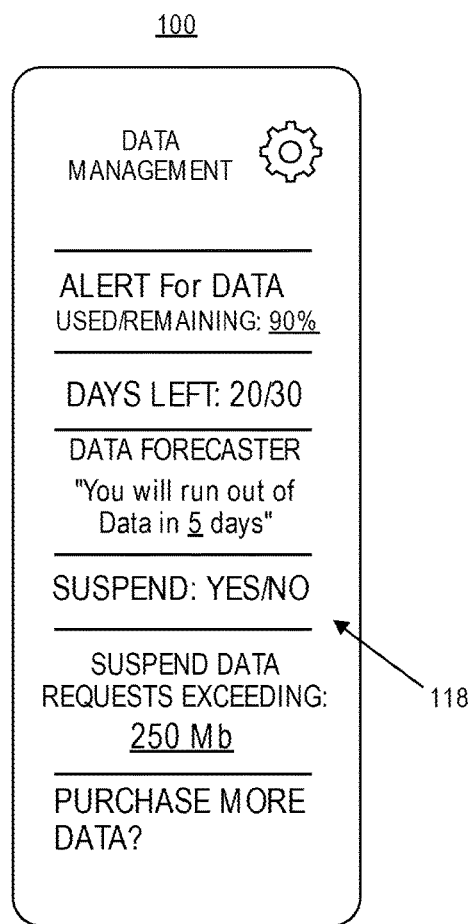 100
DATA
MANAGEMENT
ALERT For DATA
USED/REMAINING: 90%
DAYS LEFT: 20/30
DATA FORECASTER
"You will run out of
Data in 5 days"
SUSPEND: YES/NO
118
SUSPEND DATA
REQUESTS EXCEEDING:
250 Mb
PURCHASE MORE
DATA?